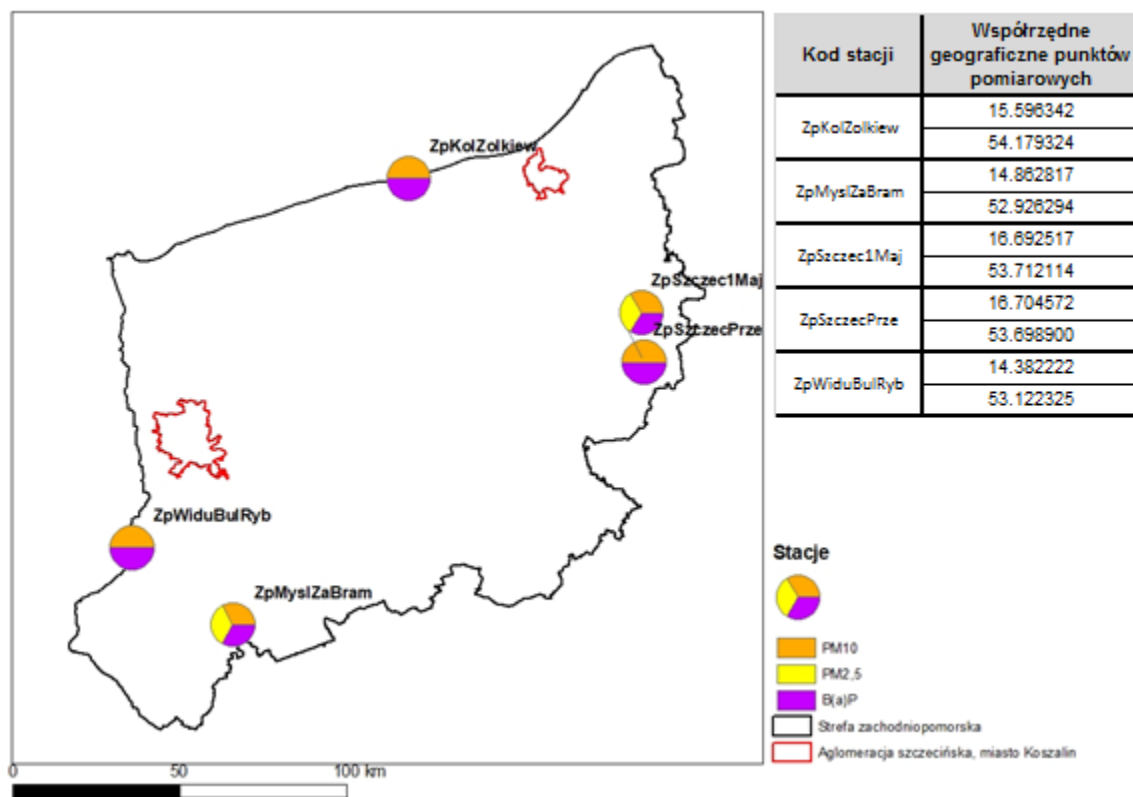 ZpKolZolkiew
ZpSzczec1Maj
ZpSzczecPrze
ZpWiduBulRyb
ZpMyslZaBram
0
50
100 km
Kod stacji
Współrzędne
geograficzne punktów
pomiarowych
ZpKolZolkiew
15.596342
54.179324
ZpMyslZaBram
14.862817
52.926294
ZpSzczec1Maj
16.692517
53.712114
ZpSzczecPrze
16.704572
53.698900
ZpWiduBulRyb
14.382222
53.122325
Stacje
PM10
PM2,5
B(a)P
Strefa zachodniopomorska
Aglomeracja szczecińska, miasto Koszalin